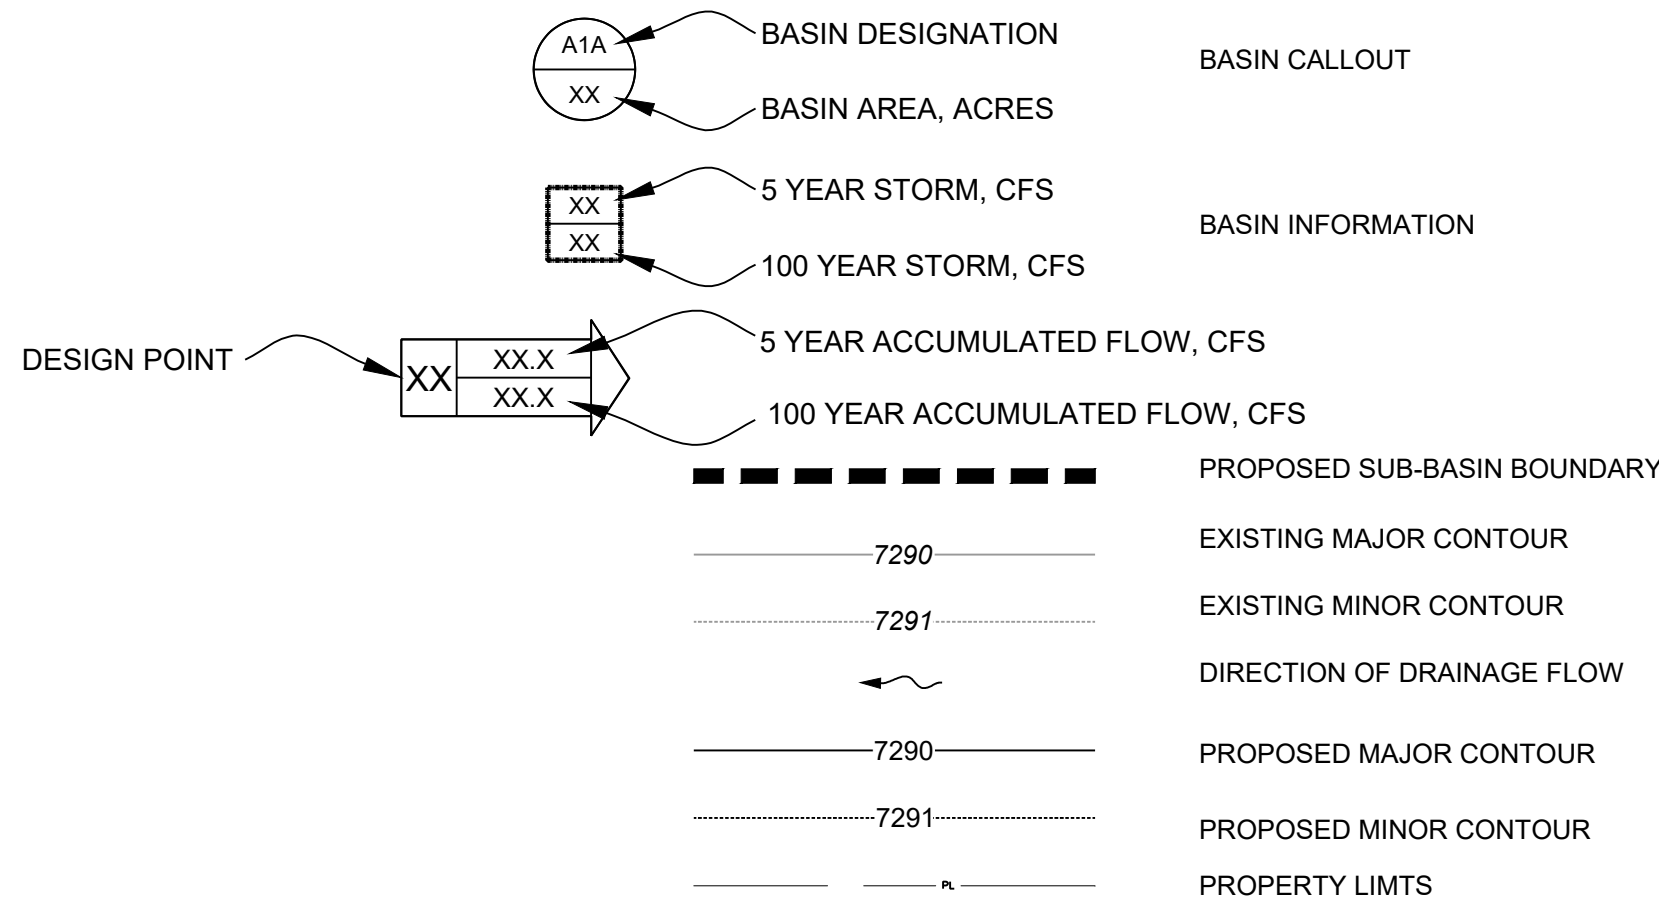 A1A
BASIN DESIGNATION
BASIN CALLOUT
XX
BASIN AREA, ACRES
XX
5 YEAR STORM, CFS
BASIN INFORMATION
XX
100 YEAR STORM, CFS
DESIGN POINT
XX
XX.X
5 YEAR ACCUMULATED FLOW, CFS
XX.X
100 YEAR ACCUMULATED FLOW, CFS
PROPOSED SUB-BASIN BOUNDARY
7290
EXISTING MAJOR CONTOUR
7291
EXISTING MINOR CONTOUR
DIRECTION OF DRAINAGE FLOW
7290
PROPOSED MAJOR CONTOUR
7291
PROPOSED MINOR CONTOUR
PL
PROPERTY LIMTS